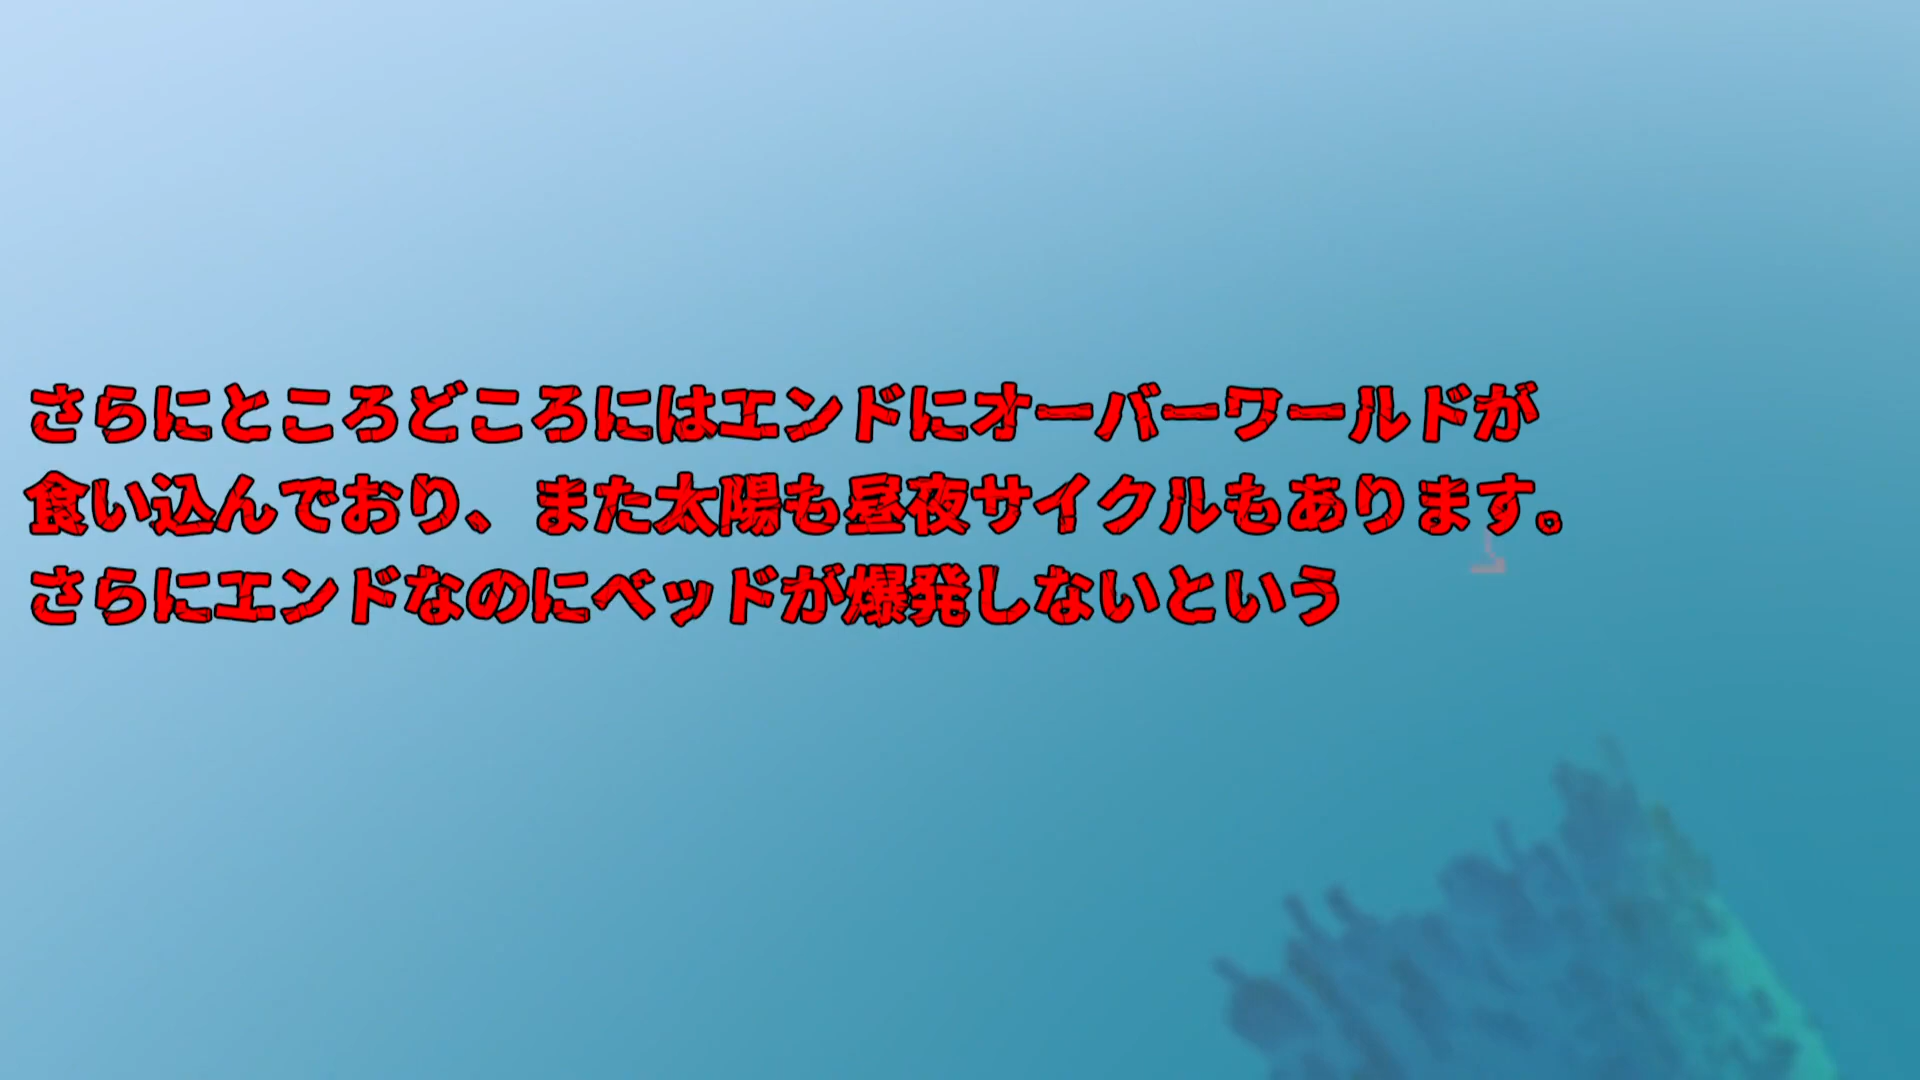 さらにところどころにはエンドにオーバーワールドが
食い込んでおり、また太陽も昼夜サイクルもあります。
さらにエンドなのにベッドが爆発しないという